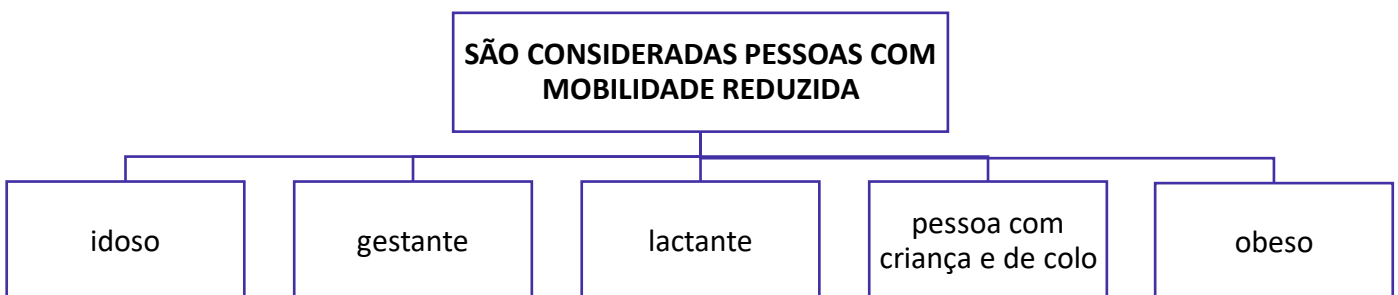 SÃO CONSIDERADAS PESSOAS COM
MOBILIDADE REDUZIDA
idoso
gestante
lactante
pessoa com
criança e de colo
obeso